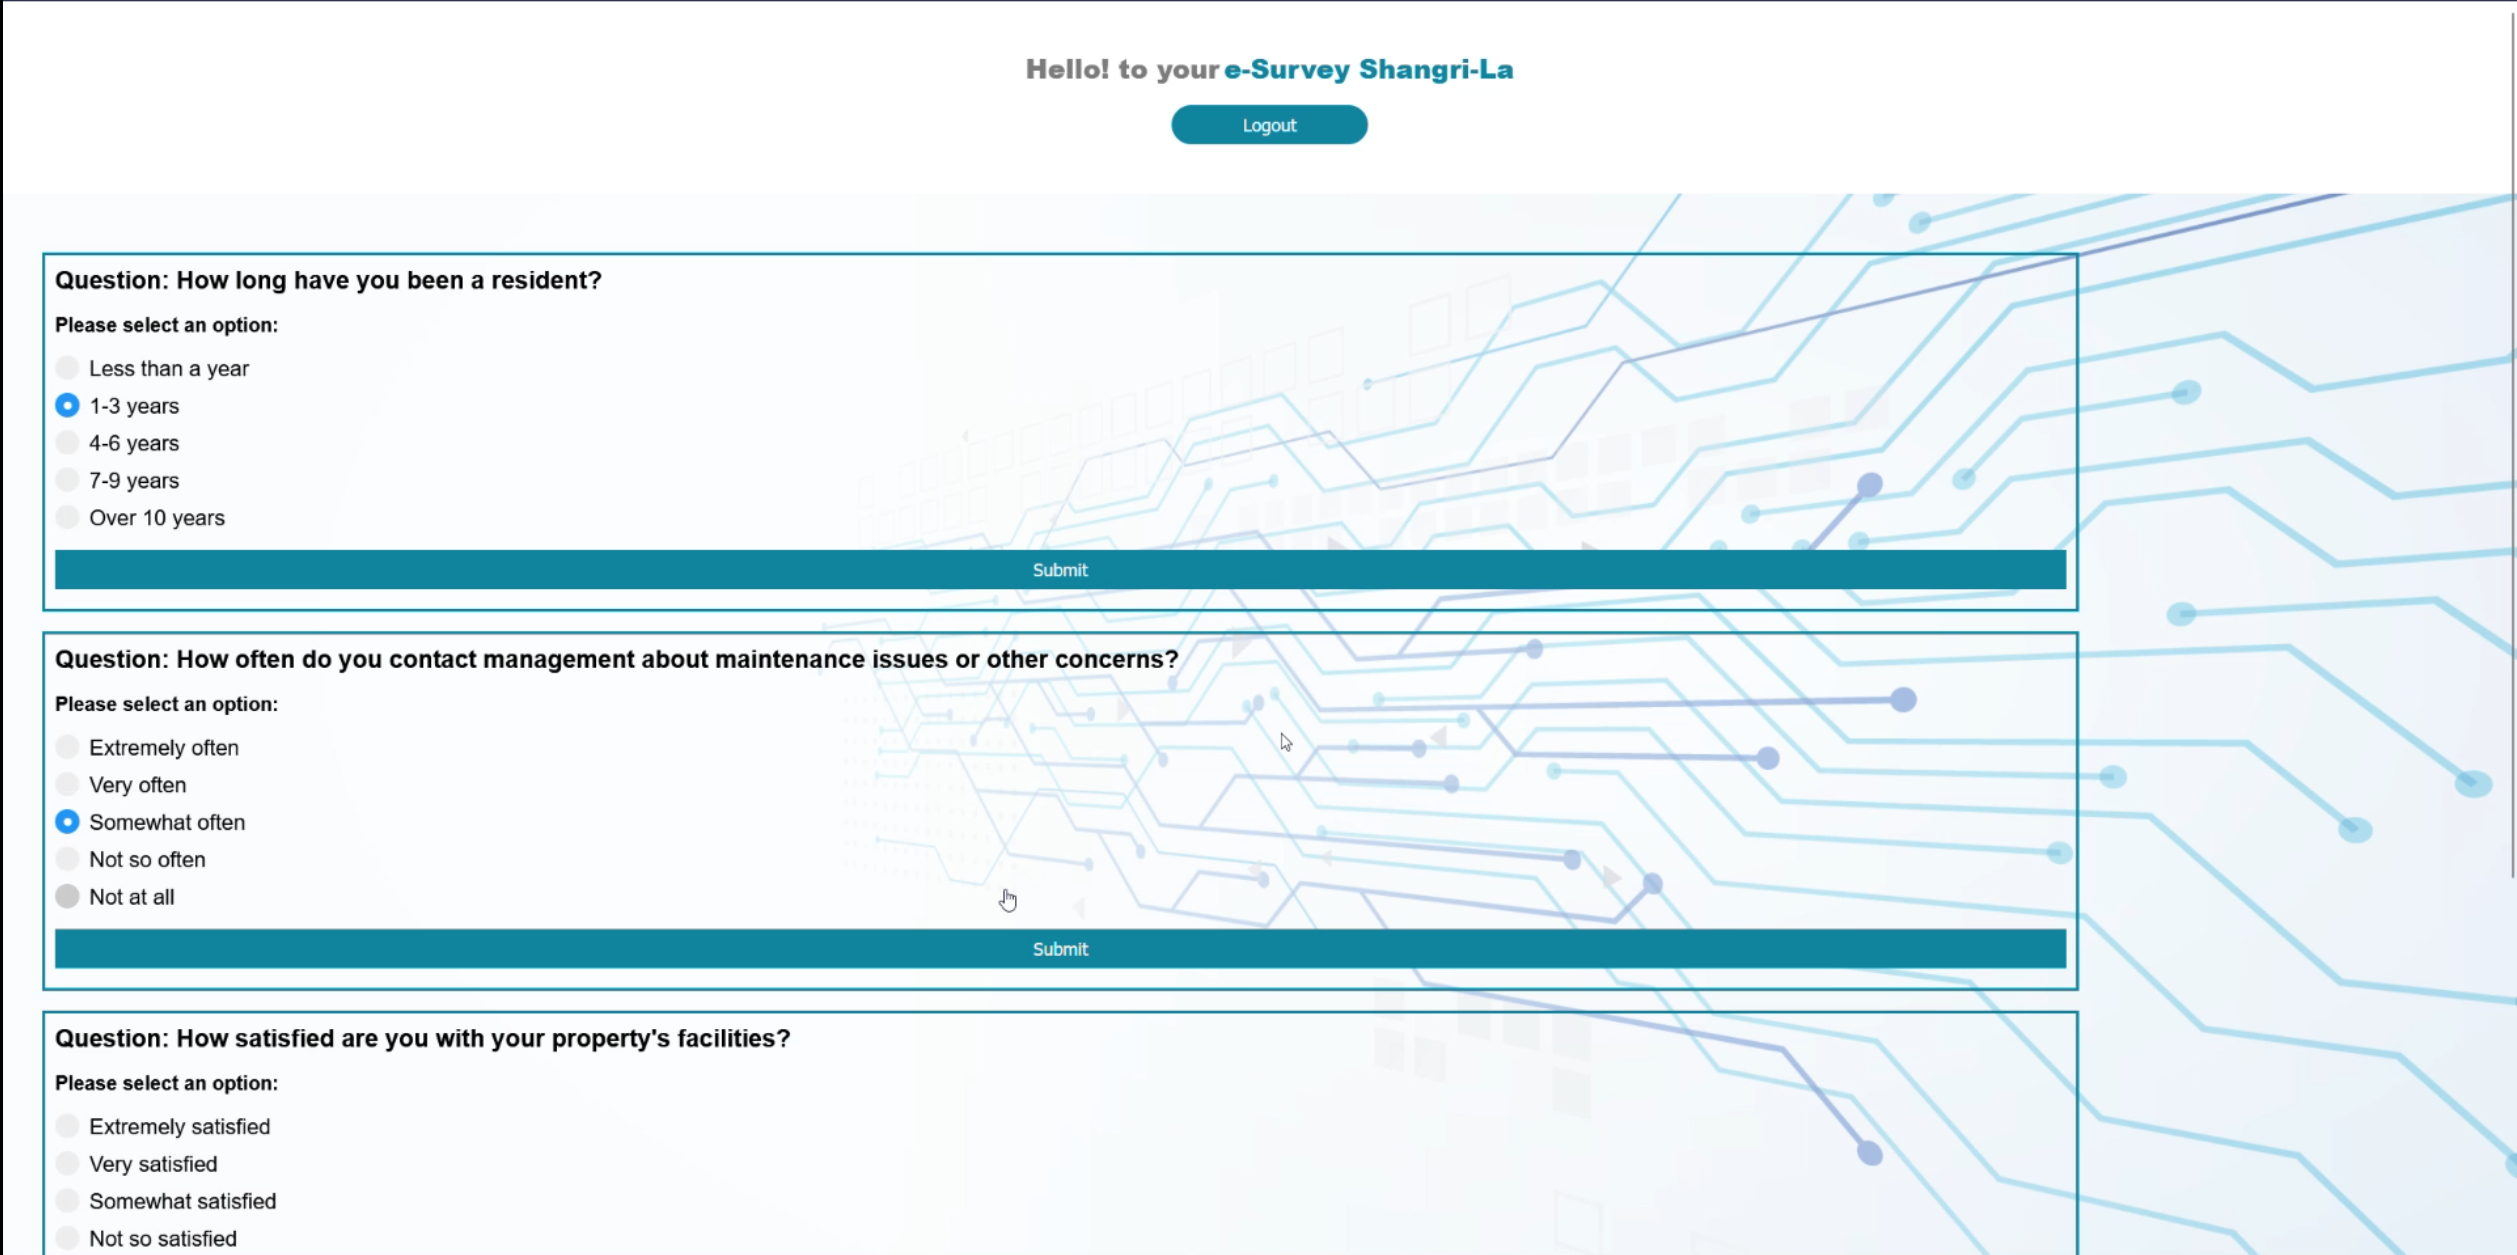 Hello! to your e-Survey Shangri-La
Logout
Question: How long have you been a resident?
Please select an option:
Less than a year
1-3 years
4-6 years
7-9 years
Over 10 years
Submit
Question: How often do you contact management about maintenance issues or other concerns?
Please select an option:
Extremely often
Very often
Somewhat often
Not so often
Not at all
Submit
Question: How satisfied are you with your property's facilities?
Please select an option:
Extremely satisfied
Very satisfied
Somewhat satisfied
Not so satisfied